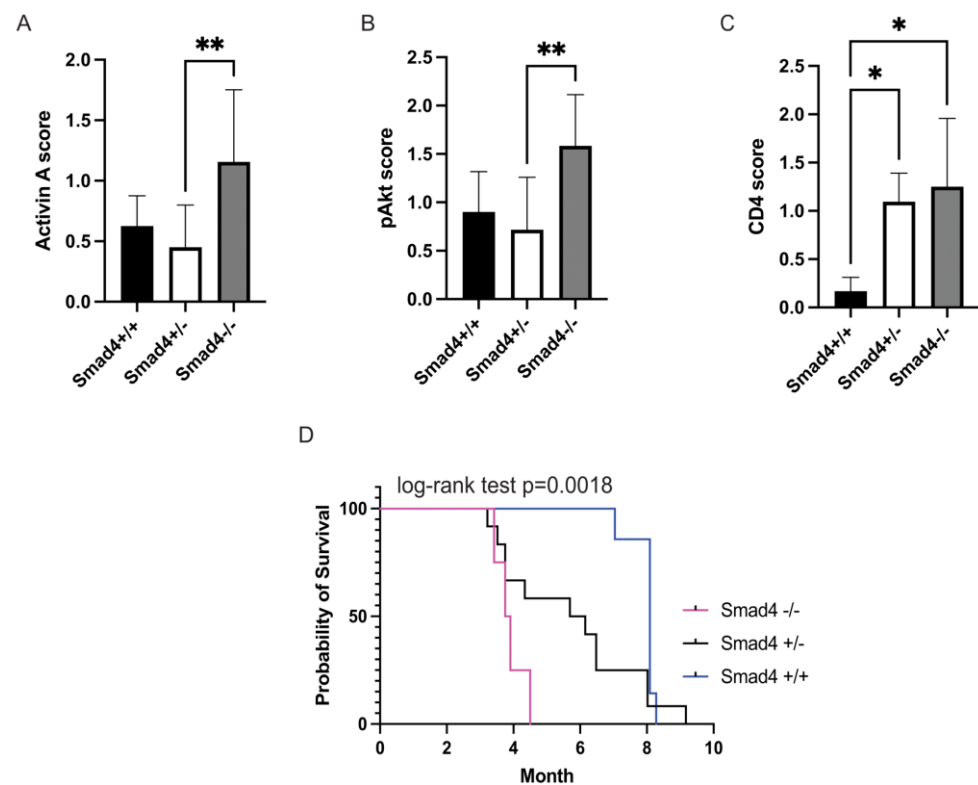 A
**
2.0
1.5
1.0
0.5
0.0
Activin A score
Smad4+/+
Smad4+/-
Smad4-/-
B
**
2.5
2.0
1.5
1.0
0.5
0.0
pAkt score
Smad4+/+
Smad4+/-
Smad4-/-
C
*
*
2.5
2.0
1.5
1.0
0.5
0.0
CD4 score
Smad4+/+
Smad4+/-
Smad4-/-
D
log-rank test p=0.0018
100
50
0
Probability of Survival
0 2 4 6 8 10
Month
Smad4 -/-
Smad4 +/-
Smad4 +/+